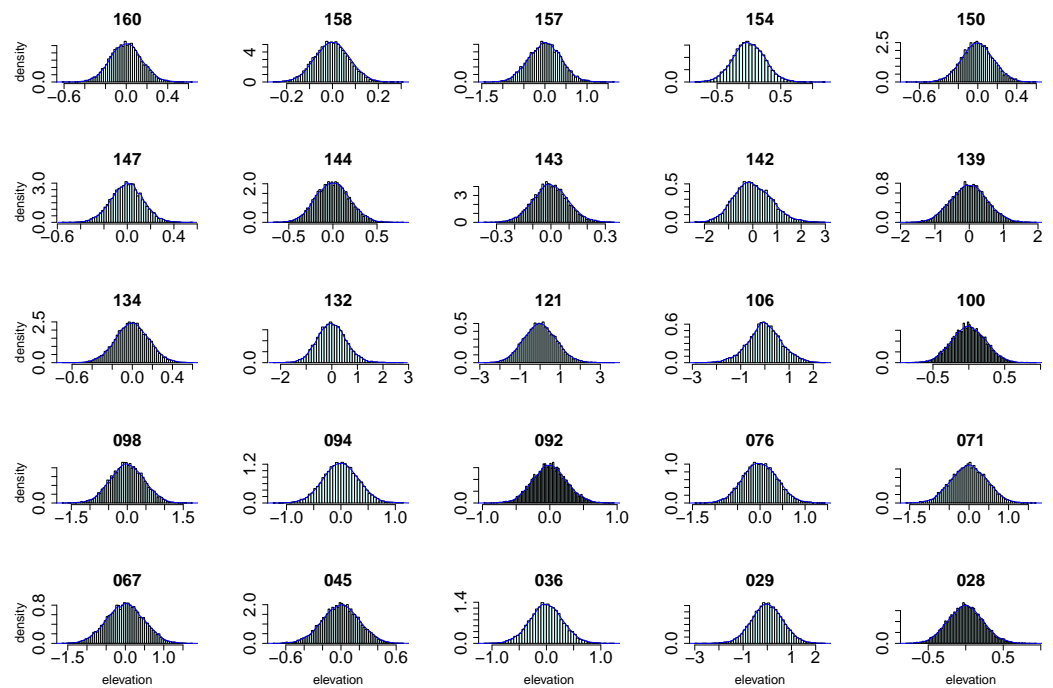 160 158 157 154 150
density 0.0 4 0 0.0 0.0 2.5 0.0
−0.6 0.0 0.4 −0.2 0.0 0.2 −1.5 0.0 1.0 −0.5 0.5 −0.6 0.0 0.4
147 144 143 142 139
3.0 0.0 2.0 0.0 3 0 0.5 0.0 0.8 0.0
−0.6 0.0 0.4 −0.5 0.5 −0.3 0.0 0.3 −2 0 1 2 3 −2 −1 0 1 2
134 132 121 106 100
density 2.5 0.0 0.0 0.5 0.0 0.6 0.0 0.0
−0.6 0.0 0.4 −2 0 1 2 3 −3 −1 1 3 −3 −1 1 2 −0.5 0.5
098 094 092 076 071
density 0.0 1.2 0.0 0.0 1.0 0.0 0.0
−1.5 0.0 1.5 −1.0 0.0 1.0 −1.0 0.0 1.0 −1.5 0.0 1.0 −1.5 0.0 1.0
067 045 036 029 028
density 0.8 0.0 2.0 0.0 1.4 0.0 0.0 0.0
−1.5 0.0 1.0 −0.6 0.0 0.6 −1.0 0.0 1.0 −3 −1 0 1 2 −0.5 0.5
elevation elevation elevation elevation elevation